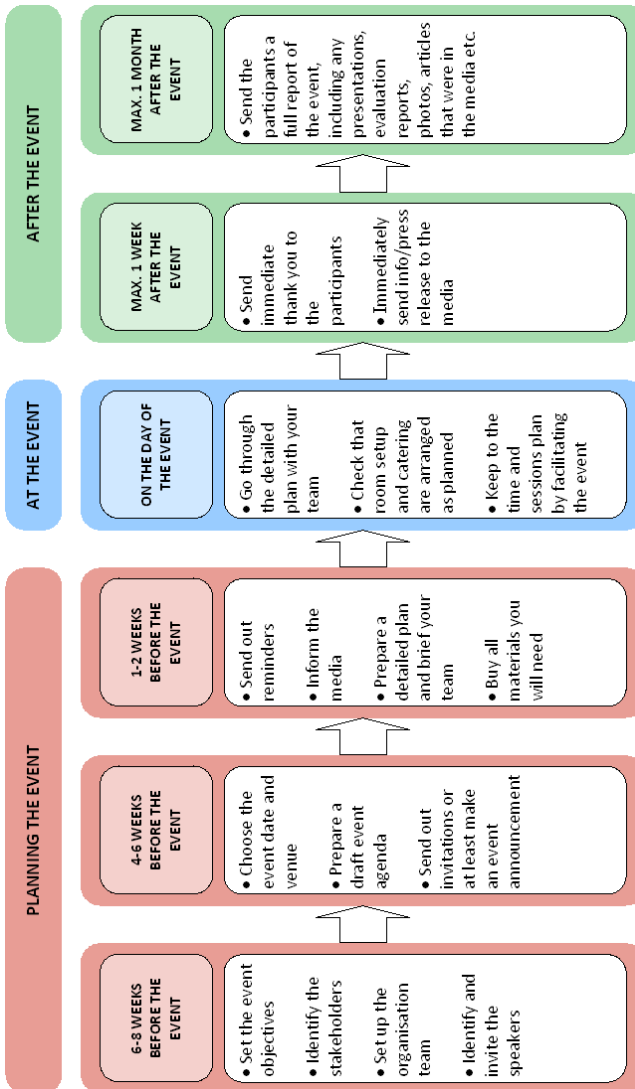 PLANNING THE EVENT
6-8 WEEKS
BEFORE THE
EVENT
• Set the event
objectives
• Identify the
stakeholders
• Set up the
organisation
team
• Identify and
invite the
speakers
4-6 WEEKS
BEFORE THE
EVENT
• Choose the
event date and
venue
• Prepare a
draft event
agenda
• Send out
invitations or
at least make
an event
announcement
1-2 WEEKS
BEFORE THE
EVENT
• Send out
reminders
• Inform the
media
• Prepare a
detailed plan
and brief your
team
• Buy all
materials you
will need
AT THE EVENT
ON THE DAY OF
THE EVENT
• Go through
the detailed
plan with your
team
• Check that
room setup
and catering
are arranged
as planned
• Keep to the
time and
sessions plan
by facilitating
the event
AFTER THE EVENT
MAX. 1 WEEK
AFTER THE
EVENT
• Send
immediate
thank you to
the
participants
• Immediately
send info/press
release to the
media
MAX. 1 MONTH
AFTER THE
EVENT
• Send the
participants a
full report of
the event,
including any
presentations,
evaluation
reports,
photos, articles
that were in
the media etc.